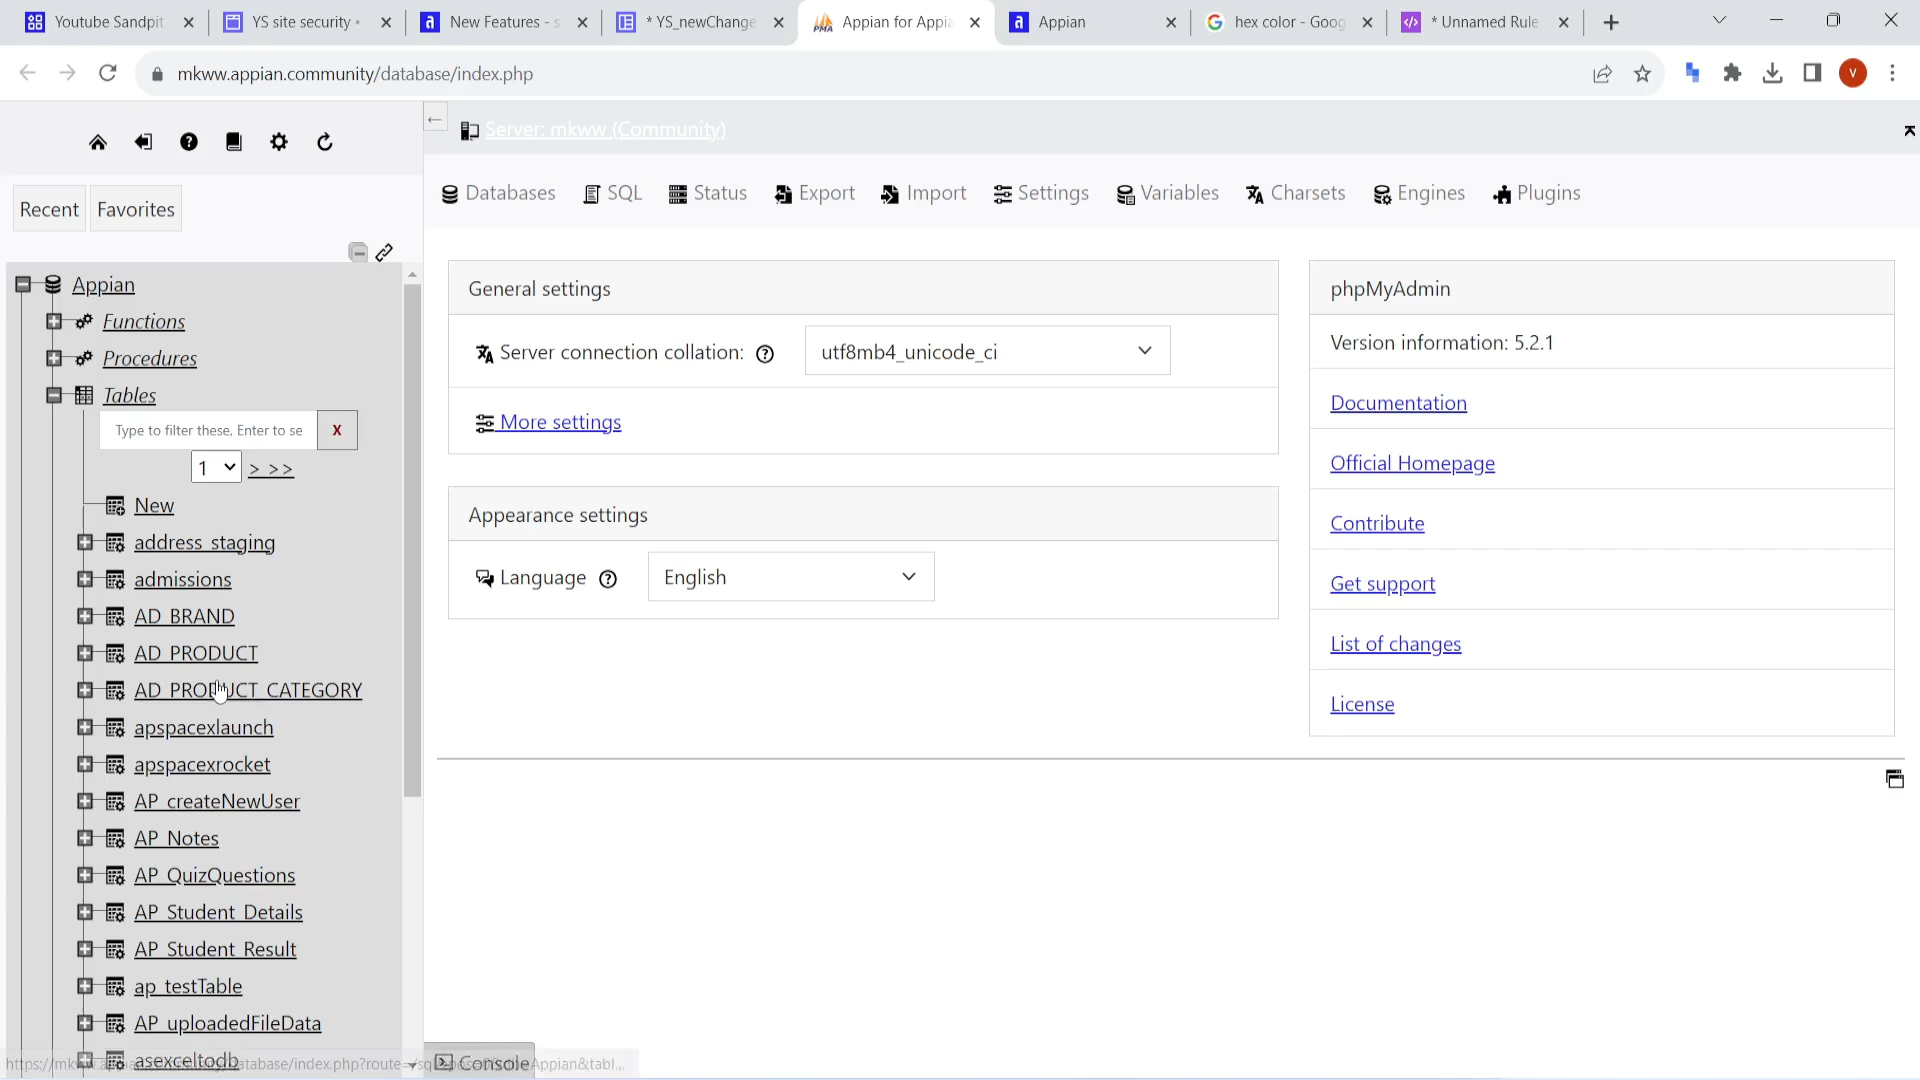 Youtube Sandpit
YS site security •
New Features - s
* YS_newChange
Appian for Appia
Appian
hex color - Goog
* Unnamed Rule
mkww.appian.community/database/index.php
V
Server: mkww (Community)
Databases
SQL
Status
Export
Import
Settings
Variables
Charsets
Engines
Plugins
Recent
Favorites
Appian
Functions
Procedures
Tables
Type to filter these, Enter to se
X
1
> >>
New
address_staging
admissions
AD_BRAND
AD_PRODUCT
AD_PRODUCT_CATEGORY
apspacexlaunch
apspacexrocket
AP_createNewUser
AP_Notes
AP_QuizQuestions
AP_Student_Details
AP_Student_Result
ap_testTable
AP_uploadedFileData
asexceltodb
General settings
Server connection collation:
utf8mb4_unicode_ci
More settings
Appearance settings
Language
English
phpMyAdmin
Version information: 5.2.1
Documentation
Official Homepage
Contribute
Get support
List of changes
License
Console